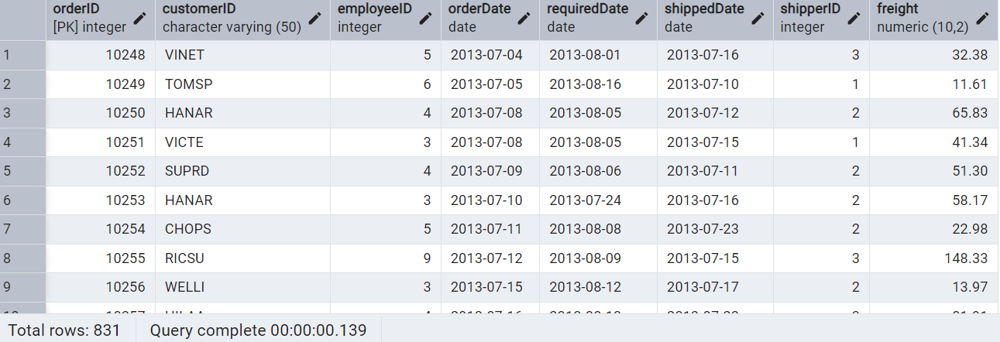 orderID customerID employeeID orderDate requiredDate shippedDate shipperID freight
[PK] integer character varying (50) integer date date date integer numeric (10,2)
1 10248 VINET 5 2013-07-04 2013-08-01 2013-07-16 3 32.38
2 10249 TOMSP 6 2013-07-05 2013-08-16 2013-07-10 1 11.61
3 10250 HANAR 4 2013-07-08 2013-08-05 2013-07-12 2 65.83
4 10251 VICTE 3 2013-07-08 2013-08-05 2013-07-15 1 41.34
5 10252 SUPRD 4 2013-07-09 2013-08-06 2013-07-11 2 51.30
6 10253 HANAR 3 2013-07-10 2013-07-24 2013-07-16 2 58.17
7 10254 CHOPS 5 2013-07-11 2013-08-08 2013-07-23 2 22.98
8 10255 RICSU 9 2013-07-12 2013-08-09 2013-07-15 3 148.33
9 10256 WELLI 3 2013-07-15 2013-08-12 2013-07-17 2 13.97
Total rows: 831 Query complete 00:00:00.139